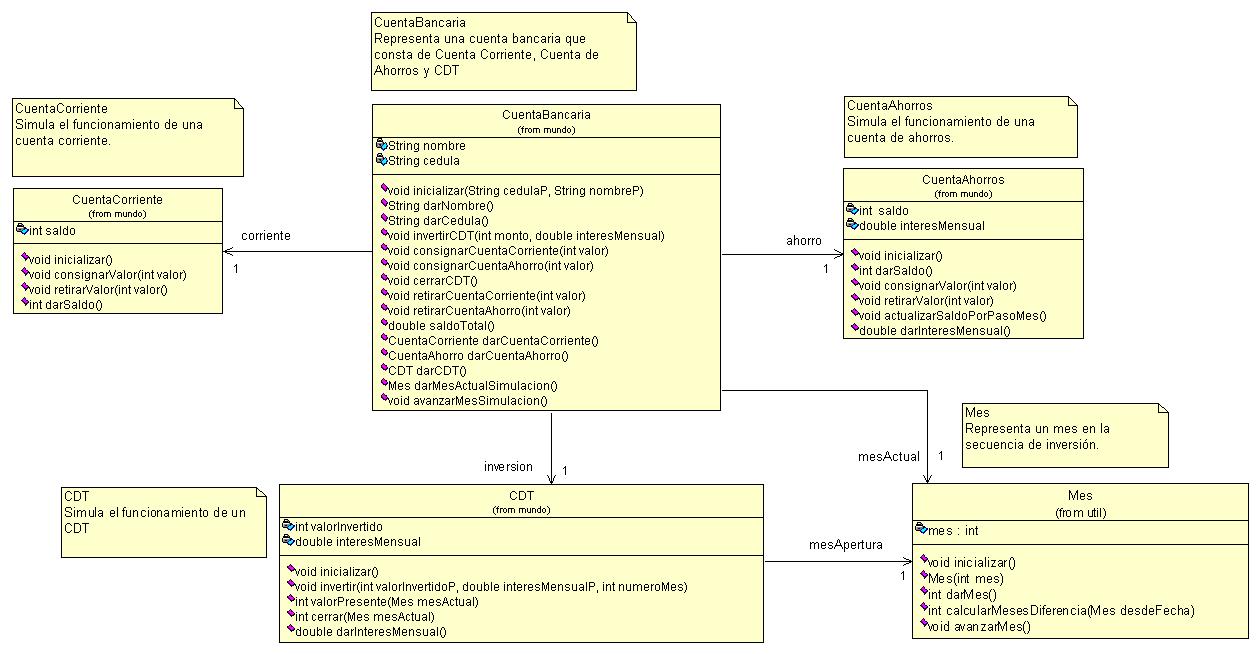 CuentaBancaria
Representa una cuenta bancaria que
consta de Cuenta Corriente, Cuenta de
Ahorros y CDT
CuentaCorriente
Simula el funcionamiento de una
cuenta corriente.
CuentaAhorros
Simula el funcionamiento de una
cuenta de ahorros.
CuentaBancaria
(from mundo)
String nombre
String cedula
void inicializar(String cedulaP, String nombreP)
String darNombre()
String darCedula()
void invertirCDT(int monto, double interesMensual)
void consignarCuentaCorriente(int valor)
void consignarCuentaAhorro(int valor)
void cerrarCDT()
void retirarCuentaCorriente(int valor)
void retirarCuentaAhorro(int valor)
double saldoTotal()
CuentaCorriente darCuentaCorriente()
CuentaAhorro darCuentaAhorro()
CDT darCDT()
Mes darMesActualSimulacion()
void avanzarMesSimulacion()
CuentaCorriente
(from mundo)
int saldo
void inicializar()
void consignarValor(int valor)
void retirarValor(int valor()
int darSaldo()
corriente
1
CuentaAhorros
(from mundo)
int saldo
double interesMensual
void inicializar()
int darSaldo()
void consignarValor(int valor)
void retirarValor(int valor)
void actualizarSaldoPorPasoMes()
double darInteresMensual()
ahorro
1
Mes
Representa un mes en la
secuencia de inversión.
mesActual
1
inversion
1
CDT
Simula el funcionamiento de un
CDT
CDT
(from mundo)
int valorInvertido
double interesMensual
void inicializar()
void invertir(int valorInvertidoP, double interesMensualP, int numeroMes)
int valorPresente(Mes mesActual)
int cerrar(Mes mesActual)
double darInteresMensual()
mesApertura
1
Mes
(from util)
mes : int
void inicializar()
Mes(int mes)
int darMes()
int calcularMesesDiferencia(Mes desdeFecha)
void avanzarMes()